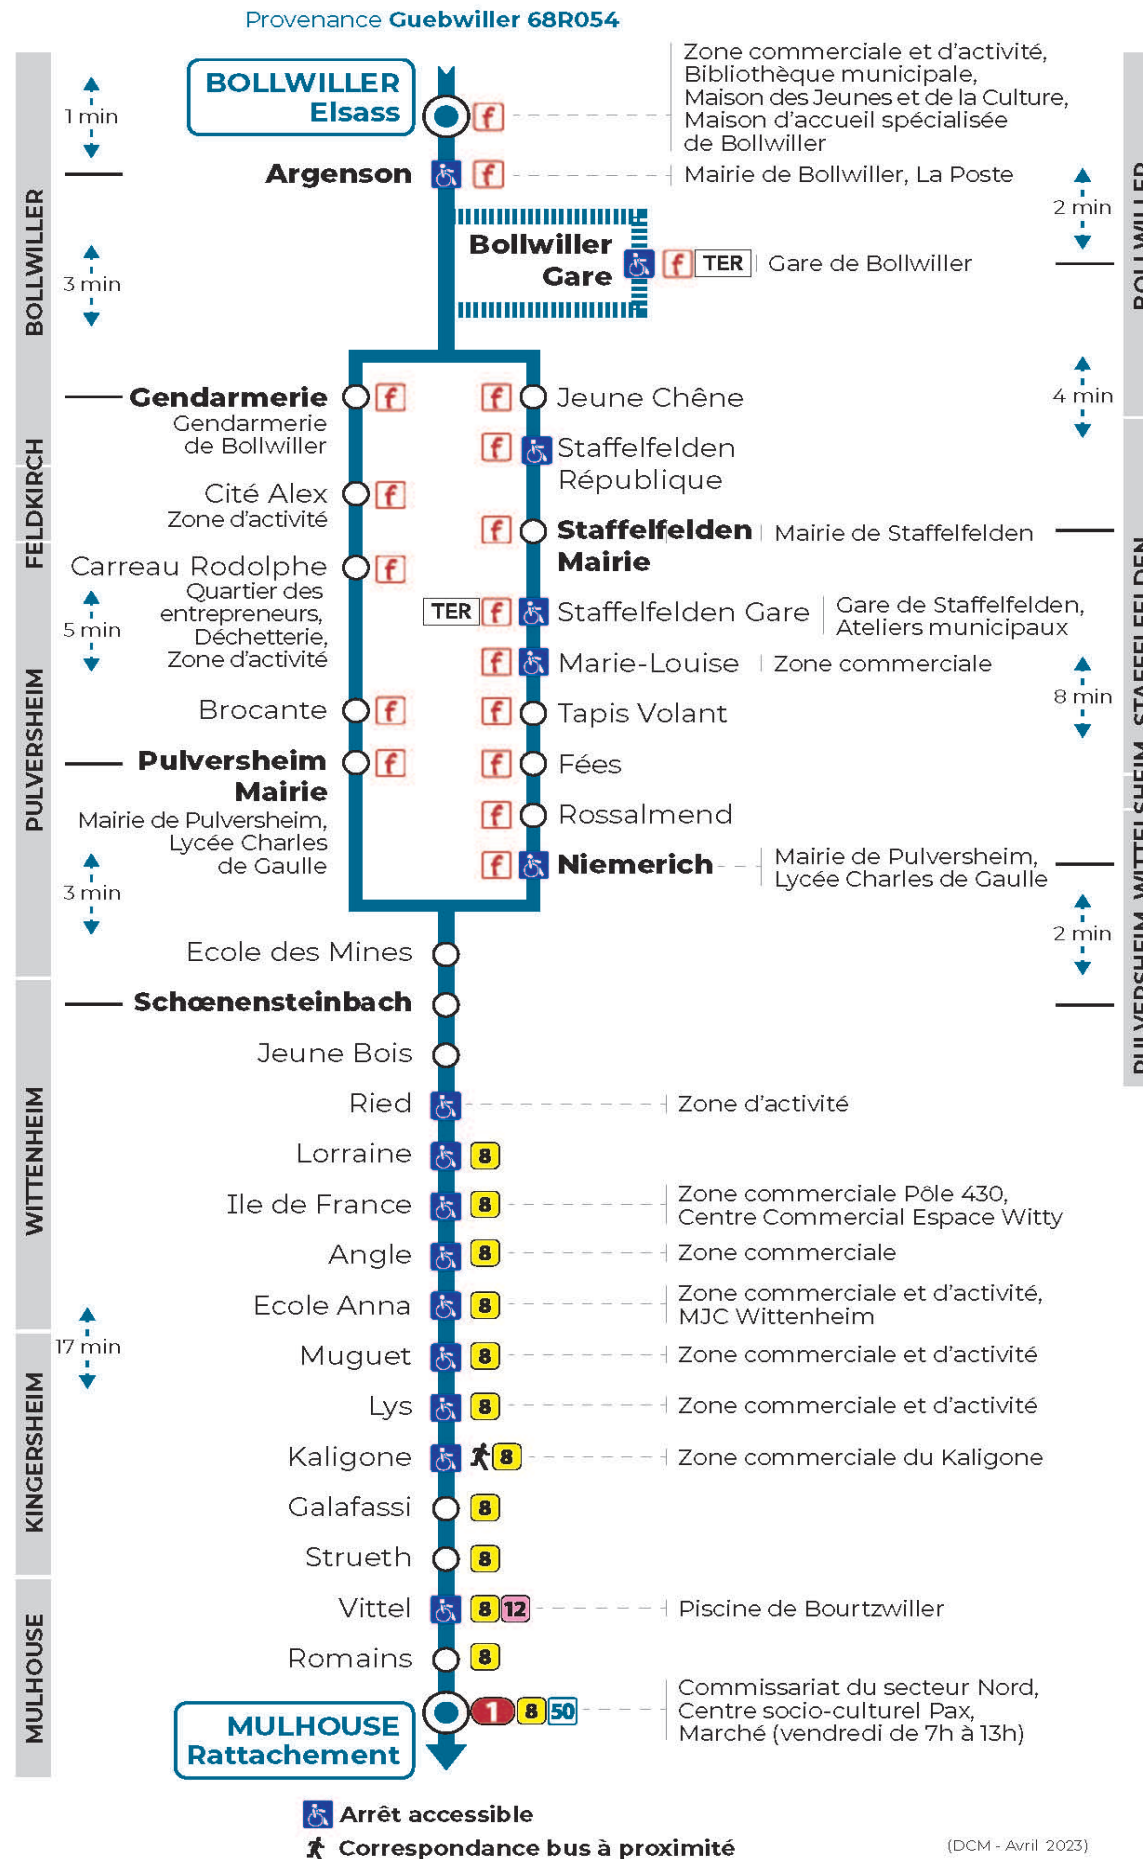 Provenance Guebwiller 68R054
BOLLWILLER
Elsass
f
Zone commerciale et d'activité,
Bibliothèque municipale,
Maison des Jeunes et de la Culture,
Maison d'accueil spécialisée
de Bollwiller
1 min
Argenson
f
Mairie de Bollwiller, La Poste
2 min
BOLLWILLER
BOLLWILLER
3 min
Bollwiller
Gare
f TER
Gare de Bollwiller
Gendarmerie f
Gendarmerie
de Bollwiller
f Jeune Chêne
4 min
FELDKIRCH
f Staffelfelden
République
Cité Alex f
Zone d'activité
f Staffelfelden
Mairie
Mairie de Staffelfelden
STAFFELFELDEN
Carreau Rodolphe f
Quartier des
entrepreneurs,
Déchetterie,
Zone d'activité
5 min
TER f Staffelfelden Gare
Gare de Staffelfelden,
Ateliers municipaux
f Marie-Louise
Zone commerciale
8 min
PULVERSHEIM
Brocante f
f Tapis Volant
Pulversheim
Mairie
f
Mairie de Pulversheim,
Lycée Charles
de Gaulle
f Fées
f Rossalmend
WITTELSHEIM
f Niemerich
Mairie de Pulversheim,
Lycée Charles de Gaulle
3 min
2 min
PULVERSHEIM
Ecole des Mines
Schœnensteinbach
Jeune Bois
WITTENHEIM
Ried
Zone d'activité
Lorraine 8
Ile de France 8
Zone commerciale Pôle 430,
Centre Commercial Espace Witty
Angle 8
Zone commerciale
Ecole Anna 8
Zone commerciale et d'activité,
MJC Wittenheim
17 min
Muguet 8
Zone commerciale et d'activité
KINGERSHEIM
Lys 8
Zone commerciale et d'activité
Kaligone 8
Zone commerciale du Kaligone
Galafassi 8
Strueth 8
MULHOUSE
Vittel 8 12
Piscine de Bourtzwiller
Romains 8
MULHOUSE
Rattachement
1 8 50
Commissariat du secteur Nord,
Centre socio-culturel Pax,
Marché (vendredi de 7h à 13h)
Arrêt accessible
Correspondance bus à proximité
(DCM - Avril 2023)